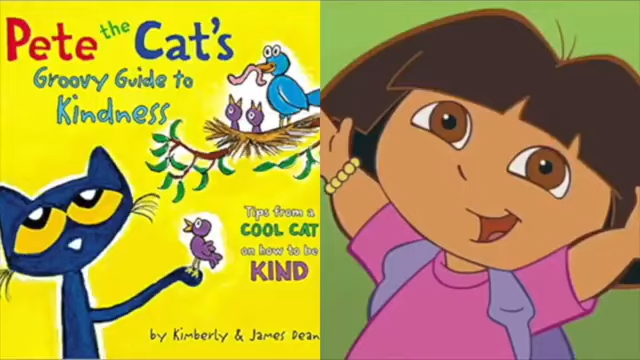 Pete the Cat's
Groovy Guide to
Kindness
Tips from a
COOL CAT
on how to be
KIND
by Kimberly & James Dean